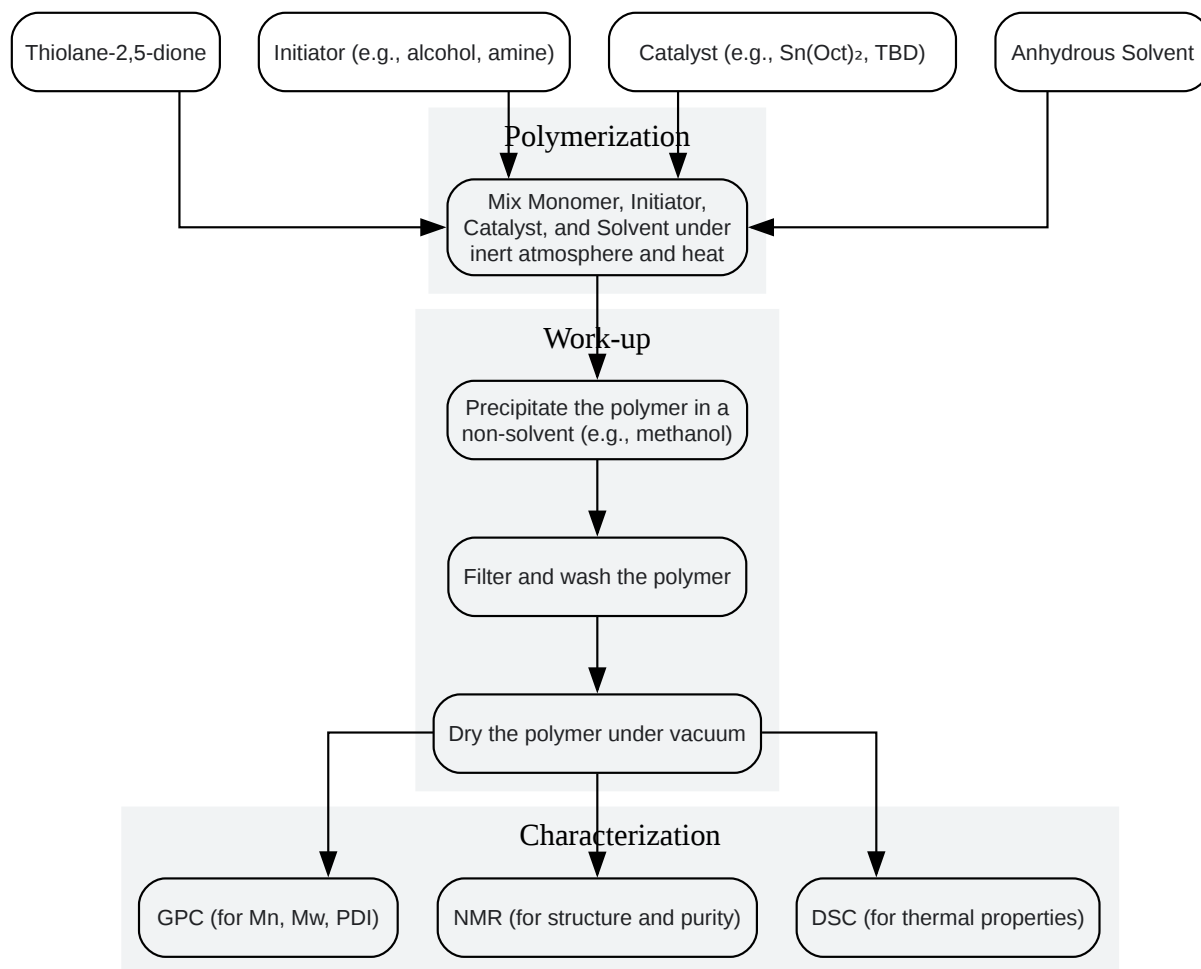 Thiolane-2,5-dione
Initiator (e.g., alcohol, amine)
Catalyst (e.g., Sn(Oct)₂, TBD)
Anhydrous Solvent
Polymerization
Mix Monomer, Initiator,
Catalyst, and Solvent under
inert atmosphere and heat
Work-up
Precipitate the polymer in a
non-solvent (e.g., methanol)
Filter and wash the polymer
Dry the polymer under vacuum
Characterization
GPC (for Mn, Mw, PDI)
NMR (for structure and purity)
DSC (for thermal properties)